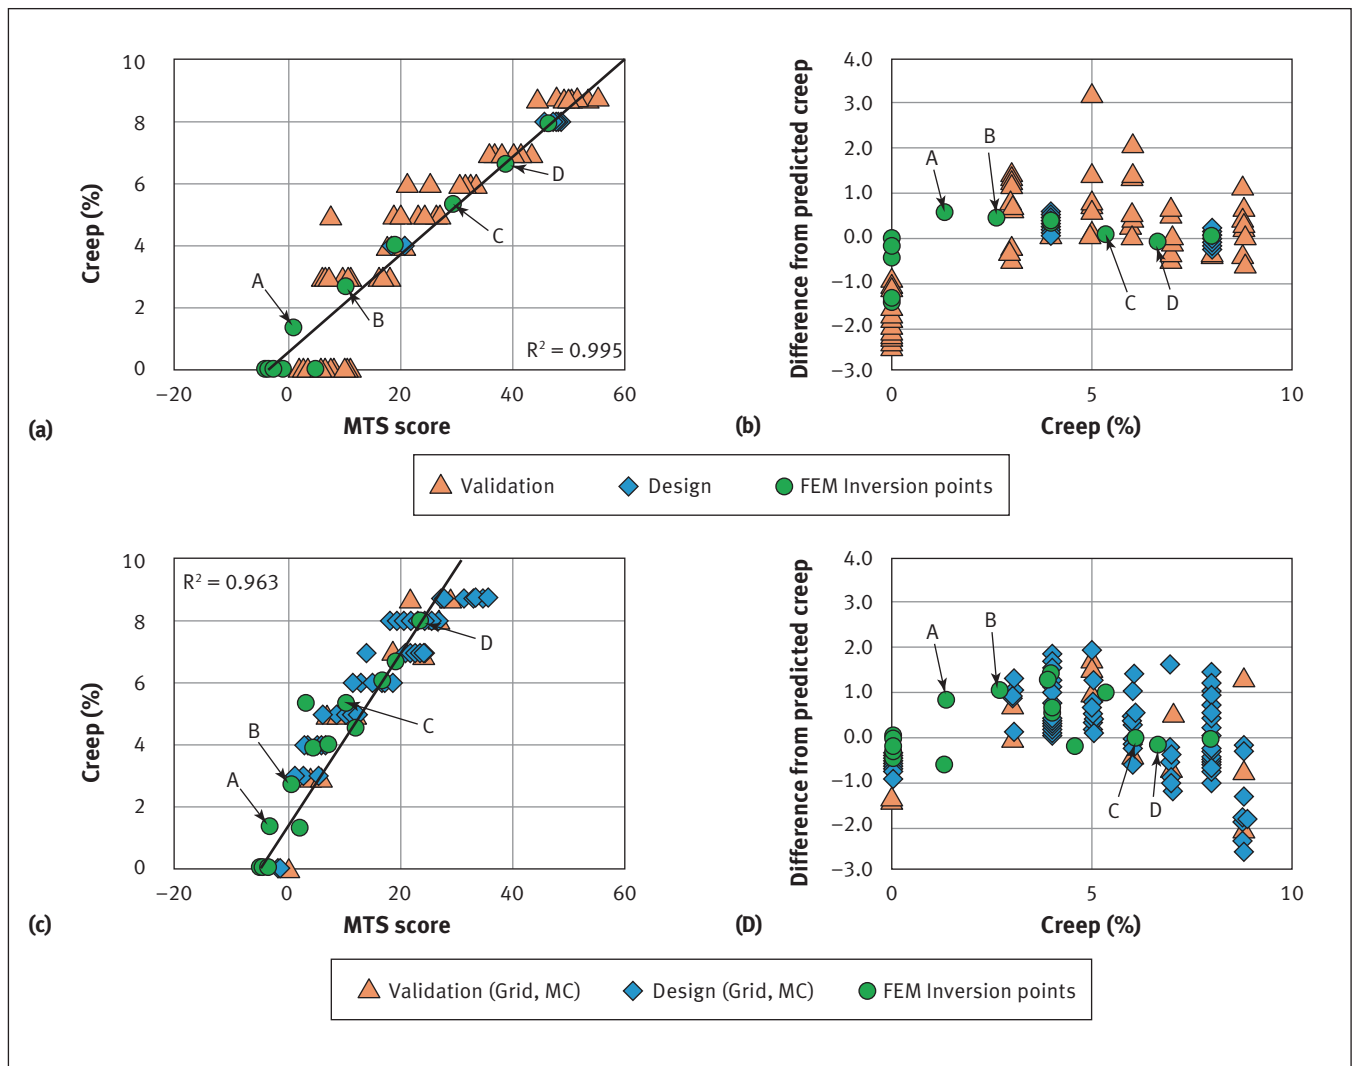 10
8
6
4
2
0
Creep (%)
A
B
C
D
R² = 0.995
−20
0
20
40
60
MTS score
(a)
4.0
3.0
2.0
1.0
0.0
−1.0
−2.0
−3.0
Difference from predicted creep
A
B
C
D
0
5
10
Creep (%)
(b)
Validation
Design
FEM Inversion points
10
8
6
4
2
0
Creep (%)
R² = 0.963
A
B
C
D
−20
0
20
40
60
MTS score
(c)
4.0
3.0
2.0
1.0
0.0
−1.0
−2.0
−3.0
Difference from predicted creep
A
B
C
D
0
5
10
Creep (%)
(D)
Validation (Grid, MC)
Design (Grid, MC)
FEM Inversion points